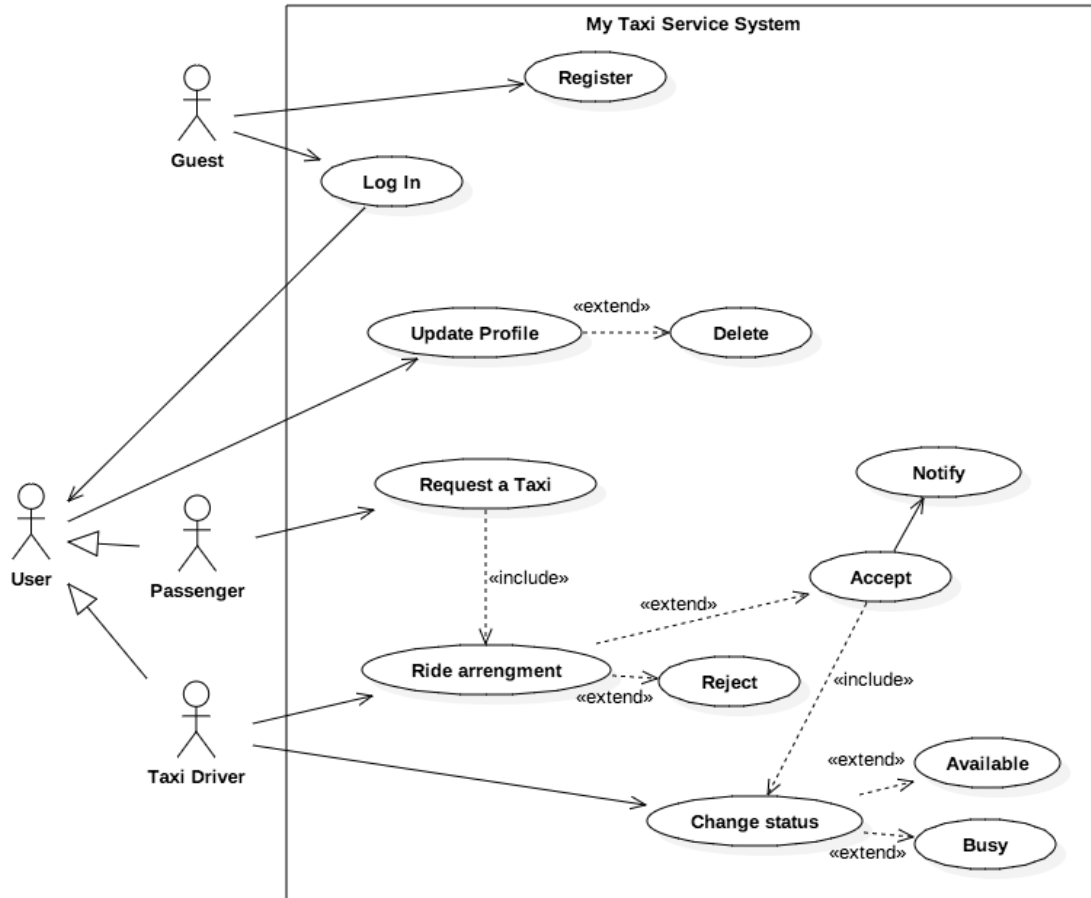 My Taxi Service System
Register
Guest
Log In
«extend»
Update Profile
Delete
Notify
Request a Taxi
User
Passenger
«include»
Accept
«extend»
Ride arrengment
Reject
«extend»
«include»
Taxi Driver
«extend»
Available
Change status
Busy
«extend»